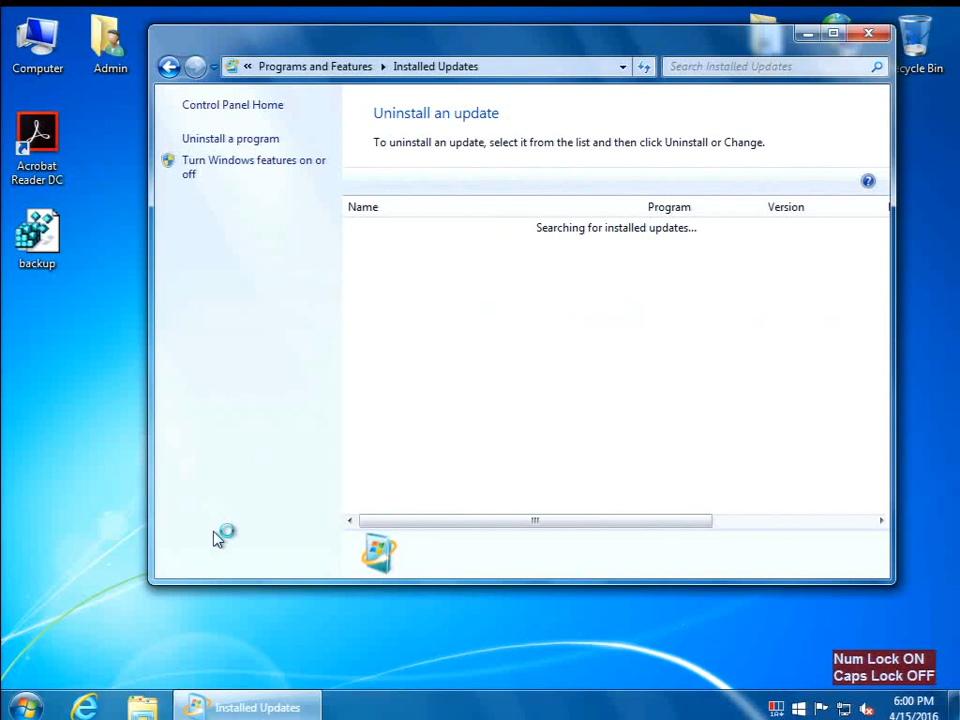 Computer
Admin
cycle Bin
« Programs and Features ▸ Installed Updates
Search Installed Updates
Control Panel Home
Uninstall an update
Uninstall a program
To uninstall an update, select it from the list and then click Uninstall or Change.
Turn Windows features on or
off
Acrobat
Reader DC
Name Program Version
Searching for installed updates...
backup
Num Lock ON
Caps Lock OFF
Installed Updates
6:00 PM
4/15/2016